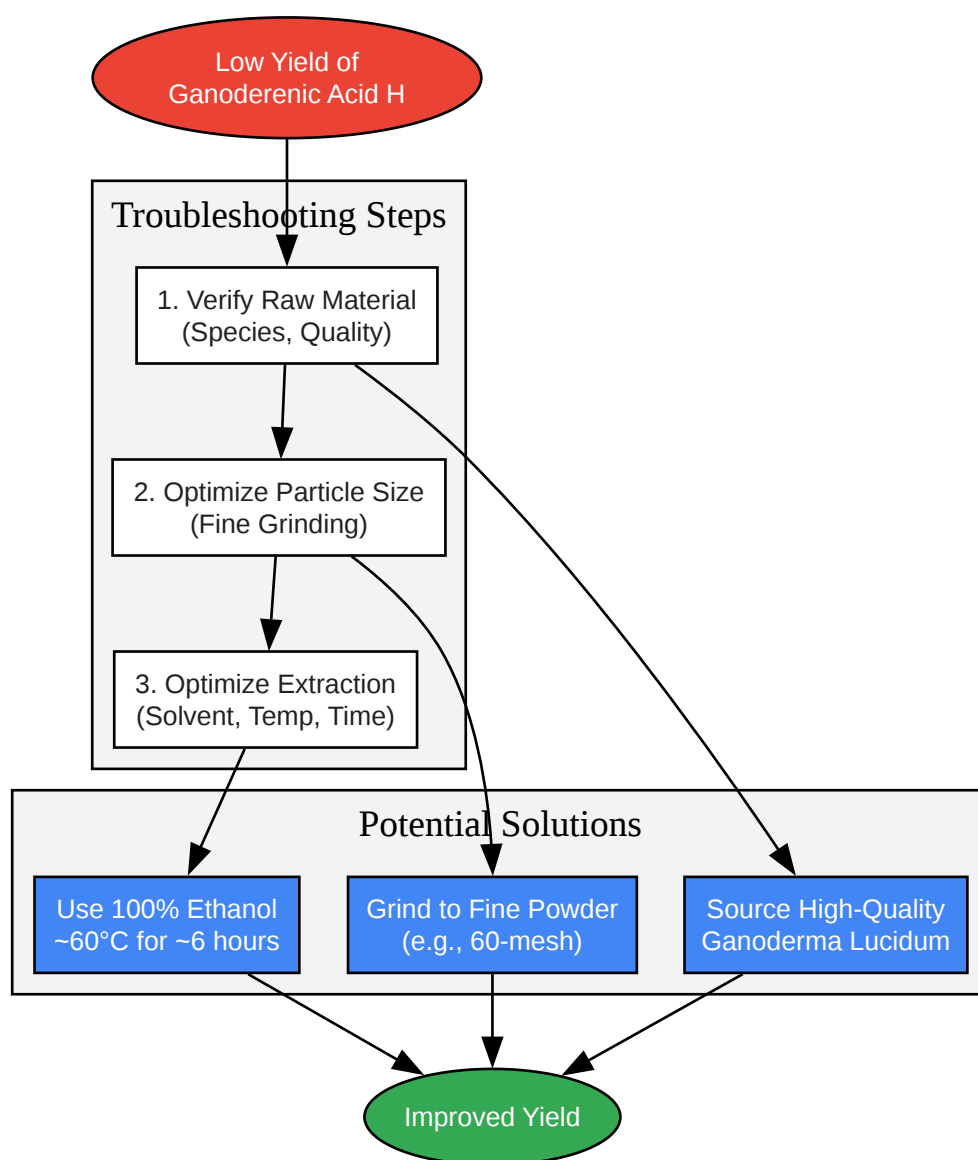 Low Yield of
Ganoderenic Acid H
Troubleshooting Steps
1. Verify Raw Material
(Species, Quality)
2. Optimize Particle Size
(Fine Grinding)
3. Optimize Extraction
(Solvent, Temp, Time)
Potential Solutions
Use 100% Ethanol
~60°C for ~6 hours
Grind to Fine Powder
(e.g., 60-mesh)
Source High-Quality
Ganoderma Lucidum
Improved Yield